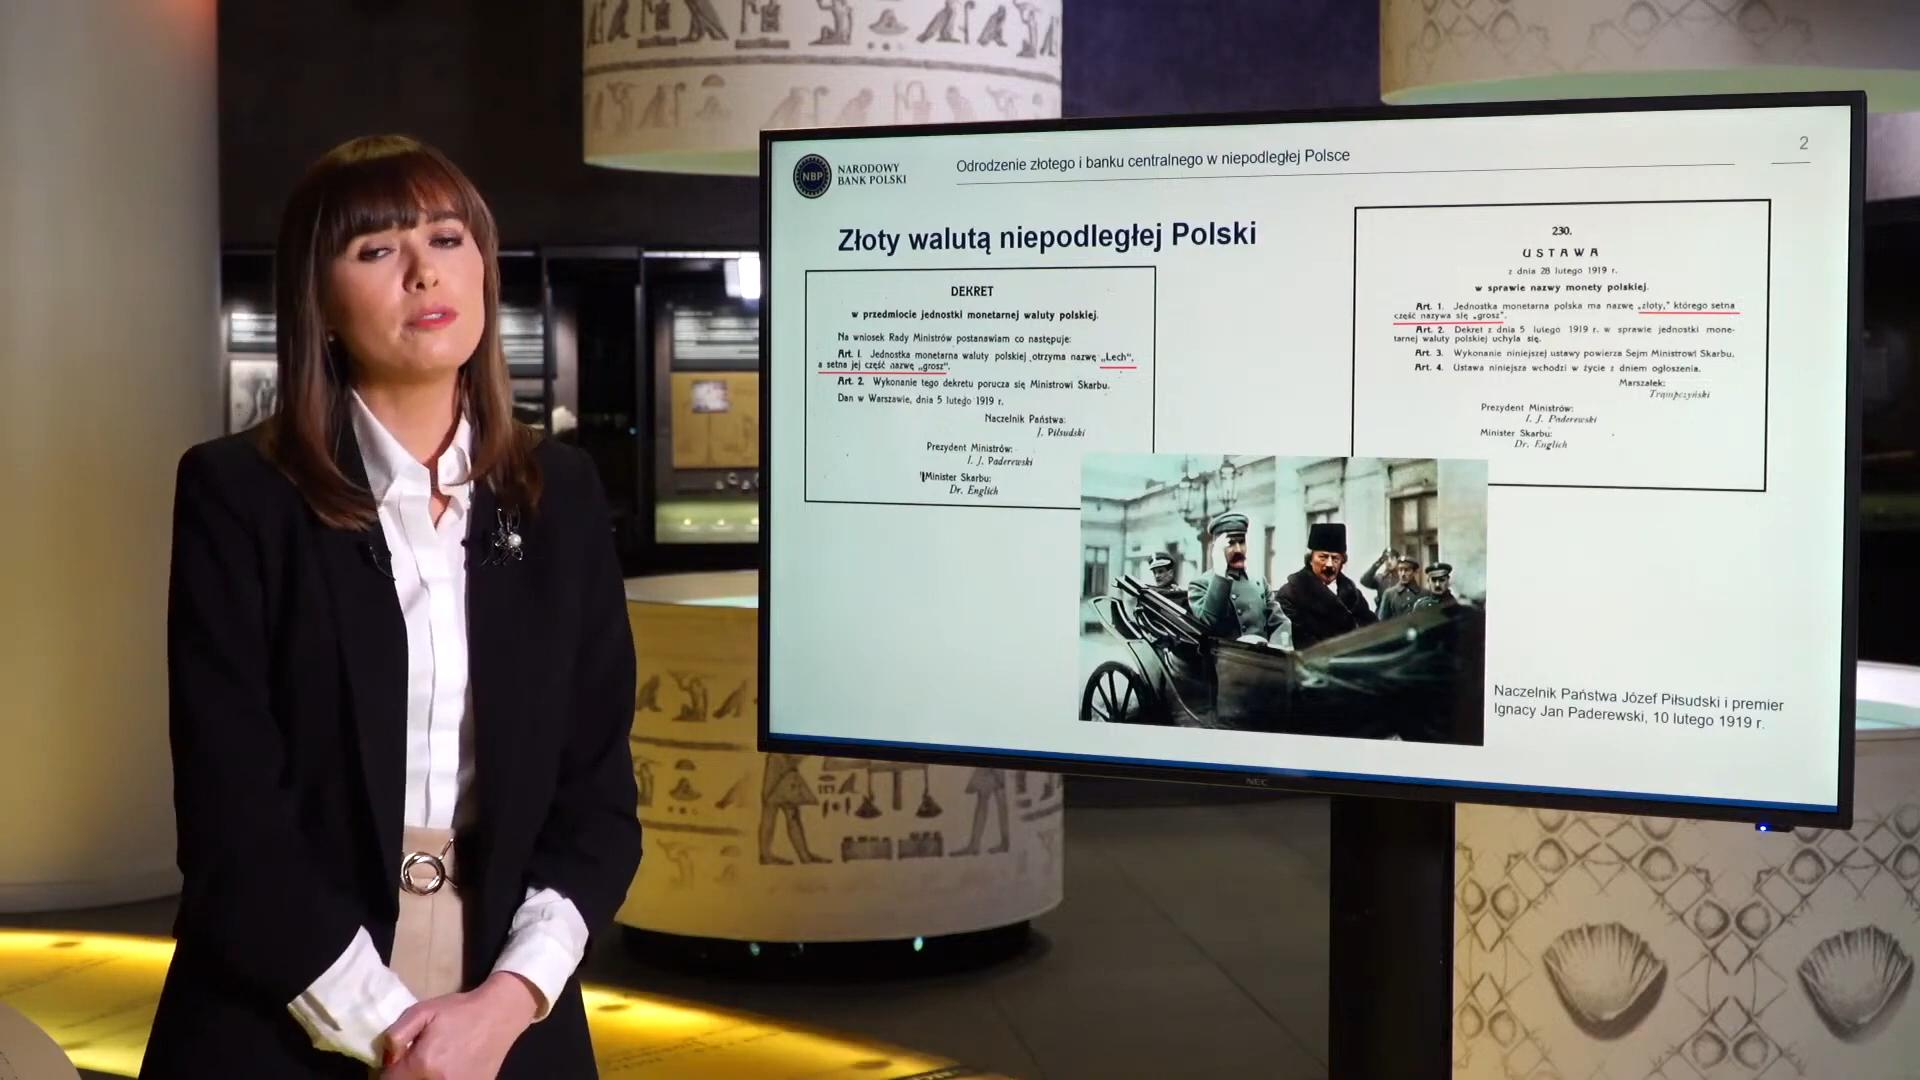 NBP
NARODOWY
BANK POLSKI
Odrodzenie złotego i banku centralnego w niepodległej Polsce
2
Złoty walutą niepodległej Polski
DEKRET
w przedmiocie jednostki monetarnej waluty polskiej.
Na wniosek Rady Ministrów postanawiam co następuje:
Art. 1. Jednostka monetarna waluty polskiej otrzyma nazwę „Lech",
a setna jej część nazwę „grosz".
Art. 2. Wykonanie tego dekretu porucza się Ministrowi Skarbu.
Dan w Warszawie, dnia 5 lutego 1919 r.
Naczelnik Państwa:
J. Piłsudski
Prezydent Ministrów:
I. J. Paderewski
Minister Skarbu:
Dr. Englich
230.
USTAWA
z dnia 28 lutego 1919 r.
w sprawie nazwy monety polskiej.
Art. 1. Jednostka monetarna polska ma nazwę „złoty," którego setna
część nazywa się „grosz".
Art. 2. Dekret z dnia 5 lutego 1919 r. w sprawie jednostki mone-
tarnej waluty polskiej uchyla się.
Art. 3. Wykonanie niniejszej ustawy powierza Sejm Ministrowi Skarbu.
Art. 4. Ustawa niniejsza wchodzi w życie z dniem ogłoszenia.
Marszałek:
Trąmpczyński
Prezydent Ministrów:
I. J. Paderewski
Minister Skarbu:
Dr. Englich
Naczelnik Państwa Józef Piłsudski i premier
Ignacy Jan Paderewski, 10 lutego 1919 r.
NEC